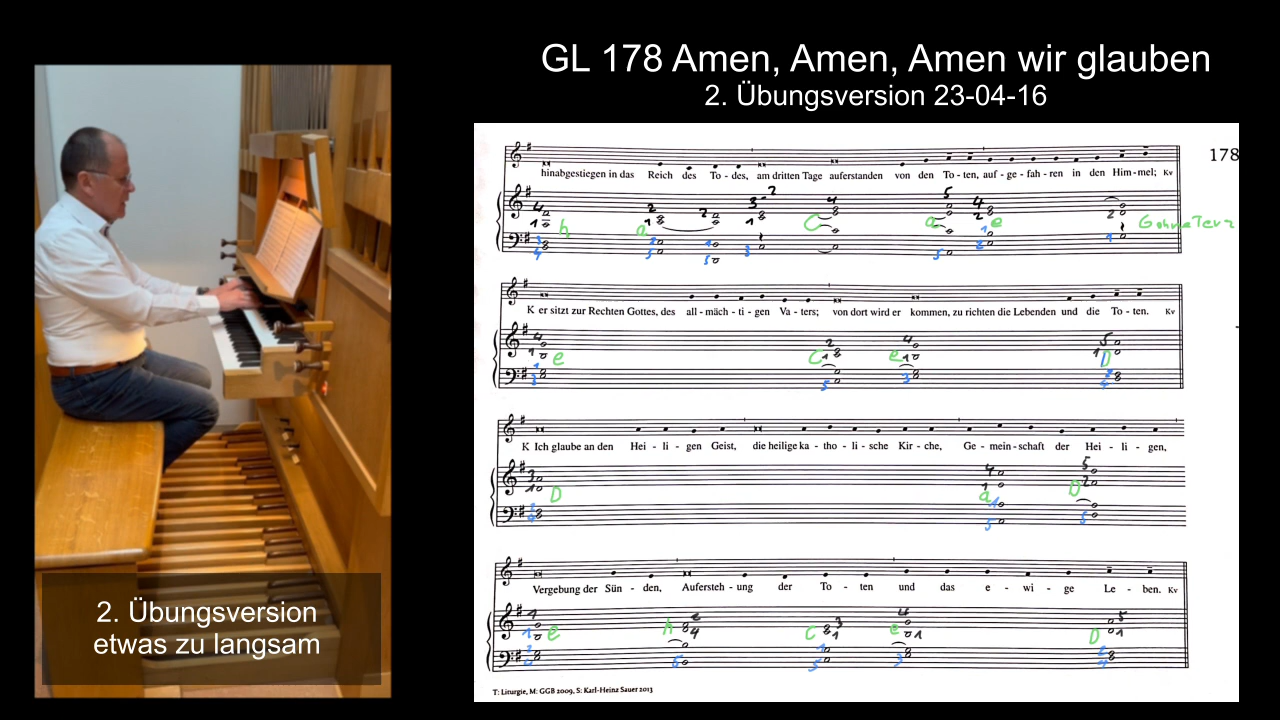 GL 178 Amen, Amen, Amen wir glauben
2. Übungsversion 23-04-16
178
hinabgestiegen in das Reich des To - des, am dritten Tage auferstanden von den To - ten, auf - ge - fah - ren in den Him - mel; Kv
h a C a e G ohne Terz
K er sitzt zur Rechten Gottes, des all - mäch - ti - gen Va - ters; von dort wird er kommen, zu richten die Lebenden und die To - ten. Kv
e C e D
K Ich glaube an den Hei - li - gen Geist, die heilige ka - tho - li - sche Kir - che, Ge - mein - schaft der Hei - li - gen,
D a D
Vergebung der Sün - den, Aufersteh - ung der To - ten und das e - wi - ge Le - ben. Kv
e h C e D
T: Liturgie, M: GGB 2009, S: Karl-Heinz Sauer 2013
2. Übungsversion
etwas zu langsam